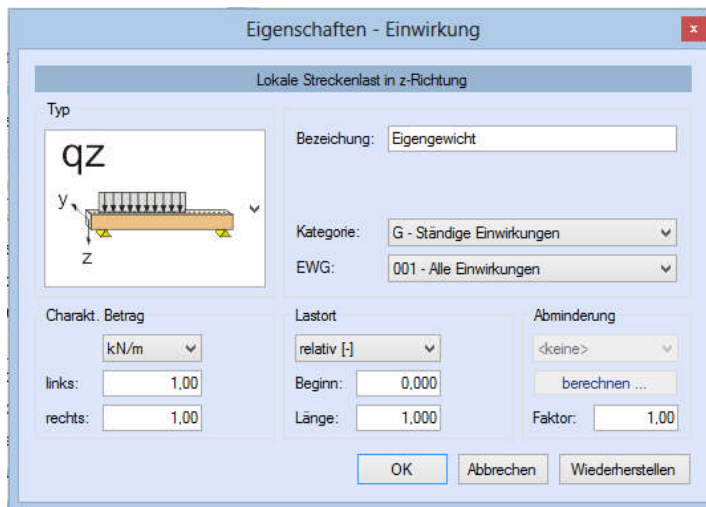 Eigenschaften - Einwirkung
x
Lokale Streckenlast in z-Richtung
Typ
qz
y
z
Bezeichung: Eigengewicht
Kategorie: G - Ständige Einwirkungen
EWG: 001 - Alle Einwirkungen
Charakt. Betrag
kN/m
links: 1,00
rechts: 1,00
Lastort
relativ [-]
Beginn: 0,000
Länge: 1,000
Abminderung
<keine>
berechnen ...
Faktor: 1,00
OK Abbrechen Wiederherstellen